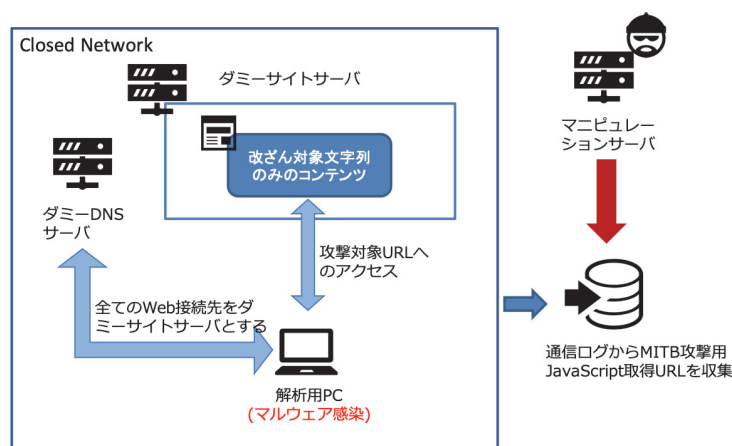 Closed Network
ダミーサイトサーバ
改ざん対象文字列
のみのコンテンツ
ダミーDNS
サーバ
攻撃対象URLへ
のアクセス
全てのWeb接続先をダ
ミーサイトサーバとする
解析用PC
(マルウェア感染)
マニピュレー
ションサーバ
通信ログからMITB攻撃用
JavaScript取得URLを収集